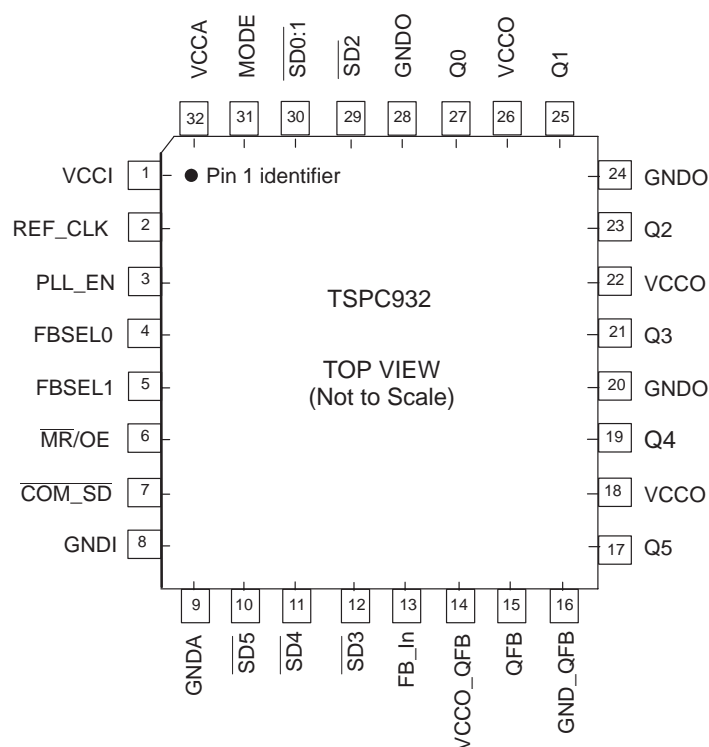 VCCA
MODE
SD0:1
SD2
GNDO
Q0
VCCO
Q1
32
31
30
29
28
27
26
25
VCCI 1
REF_CLK 2
PLL_EN 3
FBSEL0 4
FBSEL1 5
MR/OE 6
COM_SD 7
GNDI 8
Pin 1 identifier
TSPC932
TOP VIEW
(Not to Scale)
24 GNDO
23 Q2
22 VCCO
21 Q3
20 GNDO
19 Q4
18 VCCO
17 Q5
9
10
11
12
13
14
15
16
GNDA
SD5
SD4
SD3
FB_In
VCCO_QFB
QFB
GND_QFB